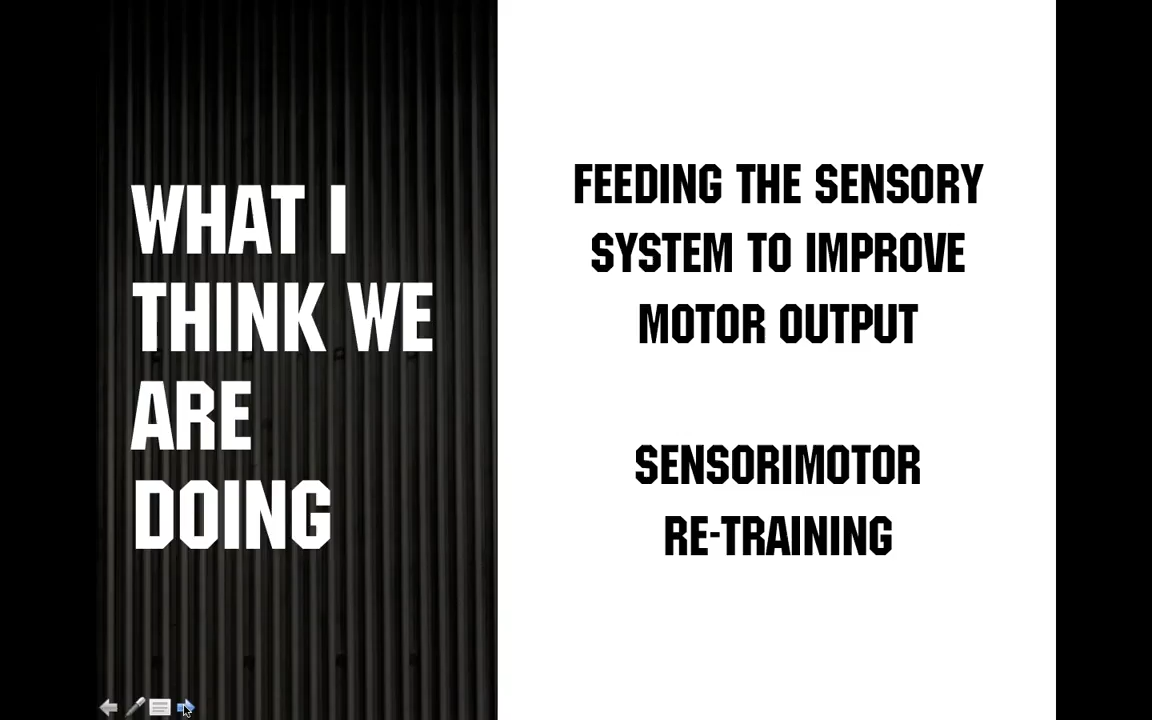 WHAT I
THINK WE
ARE
DOING
FEEDING THE SENSORY
SYSTEM TO IMPROVE
MOTOR OUTPUT
SENSORIMOTOR
RE-TRAINING